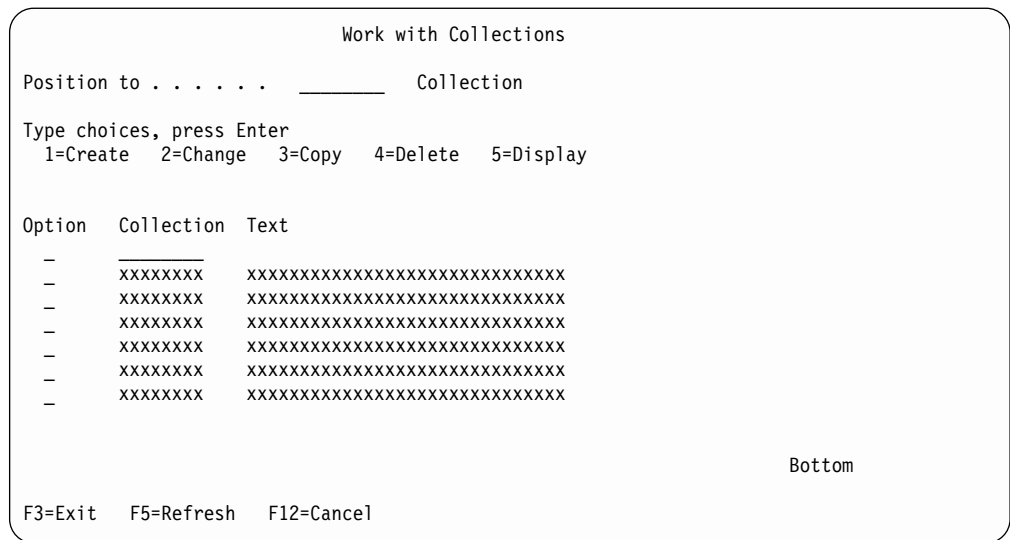 Work with Collections
Position to . . . . . . ________ Collection
Type choices, press Enter
1=Create 2=Change 3=Copy 4=Delete 5=Display
Option Collection Text
_ ________
_ xxxxxxxx xxxxxxxxxxxxxxxxxxxxxxxxxxxxxx
_ xxxxxxxx xxxxxxxxxxxxxxxxxxxxxxxxxxxxxx
_ xxxxxxxx xxxxxxxxxxxxxxxxxxxxxxxxxxxxxx
_ xxxxxxxx xxxxxxxxxxxxxxxxxxxxxxxxxxxxxx
_ xxxxxxxx xxxxxxxxxxxxxxxxxxxxxxxxxxxxxx
_ xxxxxxxx xxxxxxxxxxxxxxxxxxxxxxxxxxxxxx
Bottom
F3=Exit F5=Refresh F12=Cancel